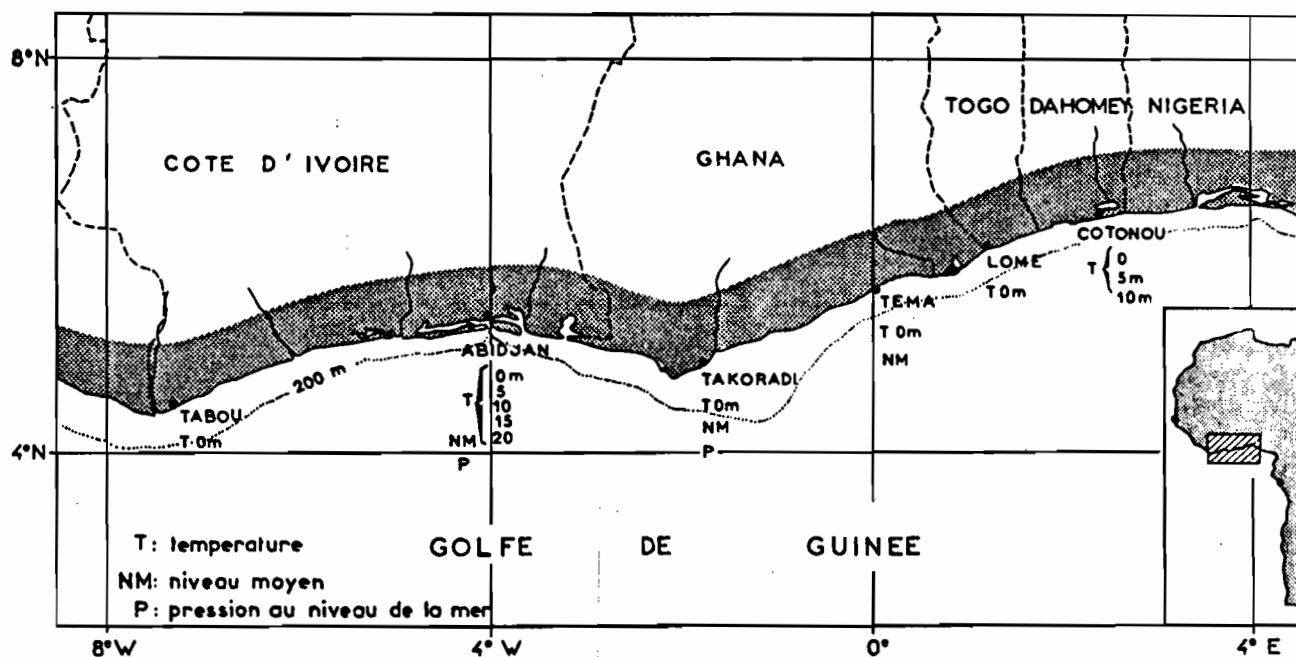 8°N
TOGO DAHOMEY NIGERIA
COTE D' IVOIRE
GHANA
COTONOU
T { 0
5m
10m
LOME
T 0m
TEMA
T 0m
NM
ABIDJAN
T { 0m
5
10
15
20
NM
P
TAKORADI
T 0m
NM
P
200 m
TABOU
T.0m
4°N
T: temperature
GOLFE DE GUINEE
NM: niveau moyen
P: pression au niveau de la mer
8°W
4°W
0°
4°E